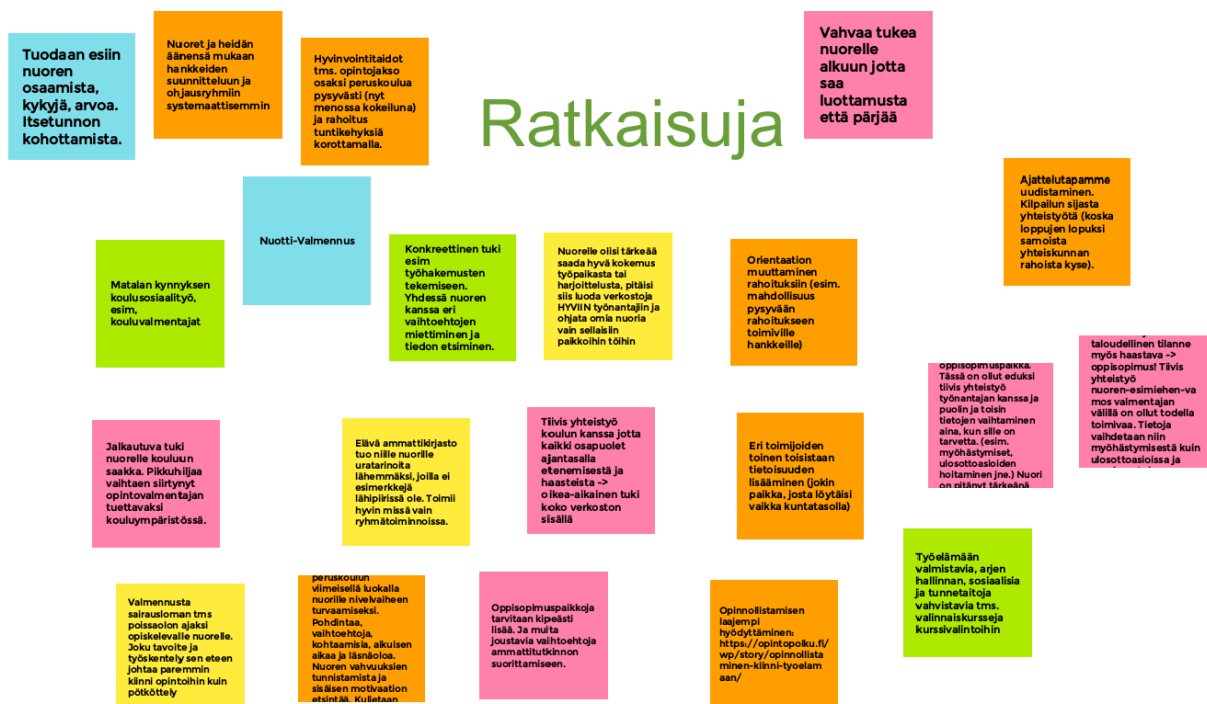 Tuodaan esiin
nuoren
osaamista,
kykyjä, arvoa.
Itsetunnon
kohottamista.
Nuoret ja heidän
äänensä mukaan
hankkeiden
suunnitteluun ja
ohjausryhmiin
systemaattisemmin
Hyvinvointitaidot
tms. opintojakso
osaksi peruskoulua
pysyvästi (nyt
menossa kokeiluna)
ja rahoitus
tuntikehyksiä
korottamalla.
Ratkaisuja
Vahvaa tukea
nuorelle
alkuun jotta
saa
luottamusta
että pärjää
Ajattelutapamme
uudistaminen.
Kilpailun sijasta
yhteistyötä (koska
loppujen lopuksi
samoista
yhteiskunnan
rahoista kyse).
Matalan kynnyksen
koulusosiaalityö,
esim,
kouluvalmentajat
Nuotti-Valmennus
Konkreettinen tuki
esim
työhakemusten
tekemiseen.
Yhdessä nuoren
kanssa eri
vaihtoehtojen
miettiminen ja
tiedon etsiminen.
Nuorelle olisi tärkeää
saada hyvä kokemus
työpaikasta tai
harjoittelusta, pitäisi
siis luoda verkostoja
HYVIIN työnantajiin ja
ohjata omia nuoria
vain sellaisiin
paikkoihin töihin
Orientaation
muuttaminen
rahoituksiin (esim.
mahdollisuus
pysyvään
rahoitukseen
toimiville
hankkeille)
oppisopimuspaikka.
Tässä on ollut eduksi
tiivis yhteistyö
työnantajan kanssa ja
puolin ja toisin
tietojen vaihtaminen
aina, kun sille on
tarvetta. (esim.
myöhästymiset,
ulosottoasioiden
hoitaminen jne.) Nuori
on pitänyt tärkeänä
taloudellinen tilanne
myös haastava ->
oppisopimus! Tiivis
yhteistyö
nuoren-esimiehen-va
mos valmentajan
välillä on ollut todella
toimivaa. Tietoja
vaihdetaan niin
myöhästymisestä kuin
ulosottoasioissa ja
Jalkautuva tuki
nuorelle kouluun
saakka. Pikkuhiljaa
vaihtaen siirtynyt
opintovalmentajan
tuettavaksi
kouluympäristössä.
Elävä ammattikirjasto
tuo niille nuorille
uratarinoita
lähemmäksi, joilla ei
esimerkkejä
lähipiirissä ole. Toimii
hyvin missä vain
ryhmätoiminnoissa.
Tiivis yhteistyö
koulun kanssa jotta
kaikki osapuolet
ajantasalla
etenemisestä ja
haasteista ->
oikea-aikainen tuki
koko verkoston
sisällä
Eri toimijoiden
toinen toisistaan
tietoisuuden
lisääminen (jokin
paikka, josta löytäisi
vaikka kuntatasolla)
Työelämään
valmistavia, arjen
hallinnan, sosiaalisia
ja tunnetaitoja
vahvistavia tms.
valinnaiskursseja
kurssivalintoihin
Valmennusta
sairausloman tms
poissaolon ajaksi
opiskelevalle nuorelle.
Joku tavoite ja
työskentely sen eteen
johtaa paremmin
kiinni opintoihin kuin
pötköttely
peruskoulun
viimeisellä luokalla
nuorille nivelvaiheen
turvaamiseksi.
Pohdintaa,
vaihtoehtoja,
kohtaamisia, aikuisen
aikaa ja läsnäoloa.
Nuoren vahvuuksien
tunnistamista ja
sisäisen motivaation
etsintää. Kuljetaan
Oppisopimuspaikkoja
tarvitaan kipeästi
lisää. Ja muita
joustavia vaihtoehtoja
ammattitutkinnon
suorittamiseen.
Opinnollistamisen
laajempi
hyödyttäminen:
https://opintopolku.fi/
wp/story/opinnollista
minen-kiinni-tyoelam
aan/